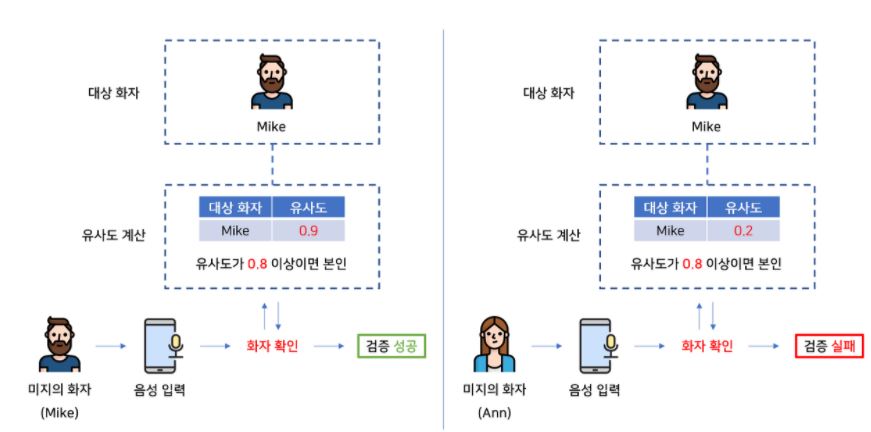 대상 화자
Mike
유사도 계산
대상 화자 유사도
Mike 0.9
유사도가 0.8 이상이면 본인
화자 확인
검증 성공
미지의 화자
(Mike)
음성 입력
대상 화자
Mike
유사도 계산
대상 화자 유사도
Mike 0.2
유사도가 0.8 이상이면 본인
화자 확인
검증 실패
미지의 화자
(Ann)
음성 입력